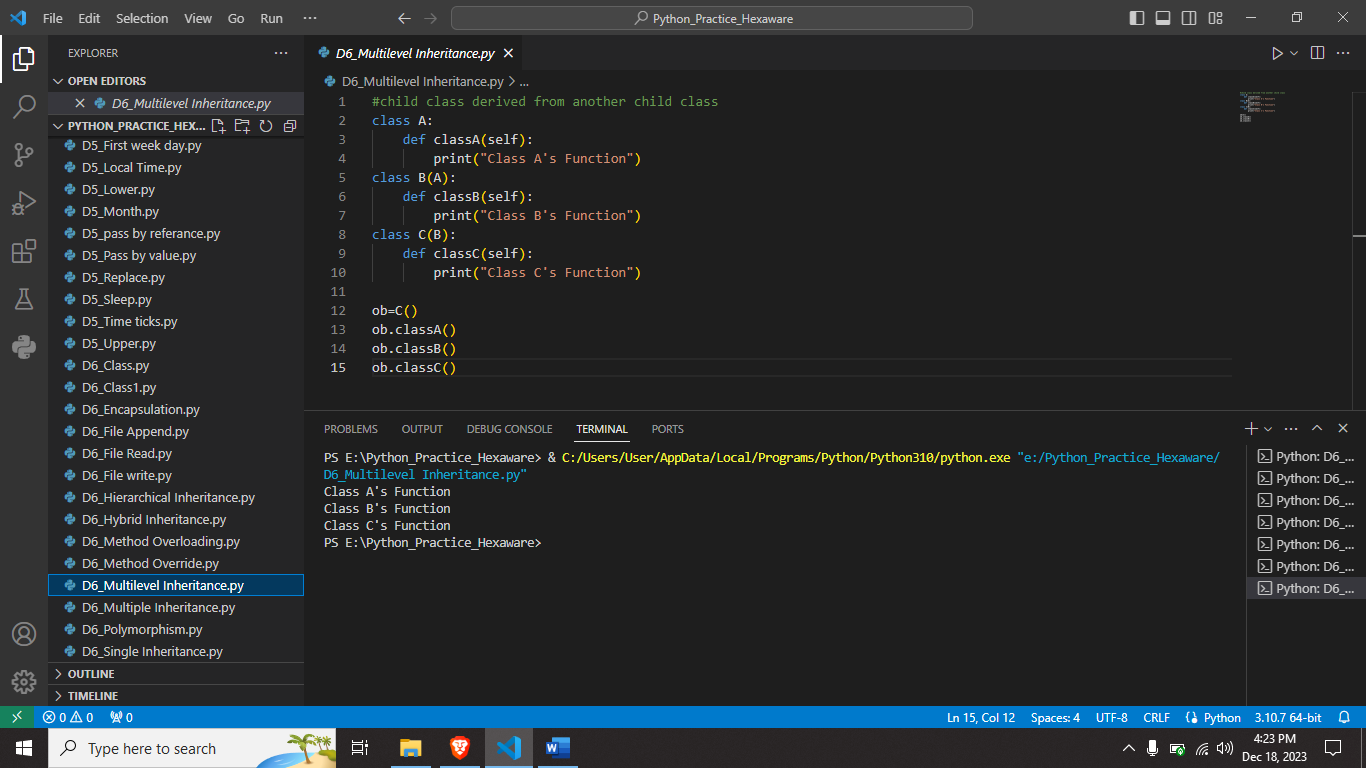 File Edit Selection View Go Run ···
Python_Practice_Hexaware
EXPLORER ···
OPEN EDITORS
D6_Multilevel Inheritance.py
PYTHON_PRACTICE_HEX...
D5_First week day.py
D5_Local Time.py
D5_Lower.py
D5_Month.py
D5_pass by referance.py
D5_Pass by value.py
D5_Replace.py
D5_Sleep.py
D5_Time ticks.py
D5_Upper.py
D6_Class.py
D6_Class1.py
D6_Encapsulation.py
D6_File Append.py
D6_File Read.py
D6_File write.py
D6_Hierarchical Inheritance.py
D6_Hybrid Inheritance.py
D6_Method Overloading.py
D6_Method Override.py
D6_Multilevel Inheritance.py
D6_Multiple Inheritance.py
D6_Polymorphism.py
D6_Single Inheritance.py
OUTLINE
TIMELINE
D6_Multilevel Inheritance.py
D6_Multilevel Inheritance.py > ...
1 #child class derived from another child class
2 class A:
3     def classA(self):
4         print("Class A's Function")
5 class B(A):
6     def classB(self):
7         print("Class B's Function")
8 class C(B):
9     def classC(self):
10         print("Class C's Function")
11
12 ob=C()
13 ob.classA()
14 ob.classB()
15 ob.classC()
PROBLEMS OUTPUT DEBUG CONSOLE TERMINAL PORTS
PS E:\Python_Practice_Hexaware> & C:/Users/User/AppData/Local/Programs/Python/Python310/python.exe "e:/Python_Practice_Hexaware/
D6_Multilevel Inheritance.py"
Class A's Function
Class B's Function
Class C's Function
PS E:\Python_Practice_Hexaware>
Python: D6_...
Python: D6_...
Python: D6_...
Python: D6_...
Python: D6_...
Python: D6_...
Python: D6_...
0 0 0 Ln 15, Col 12 Spaces: 4 UTF-8 CRLF Python 3.10.7 64-bit
Type here to search
4:23 PM
Dec 18, 2023